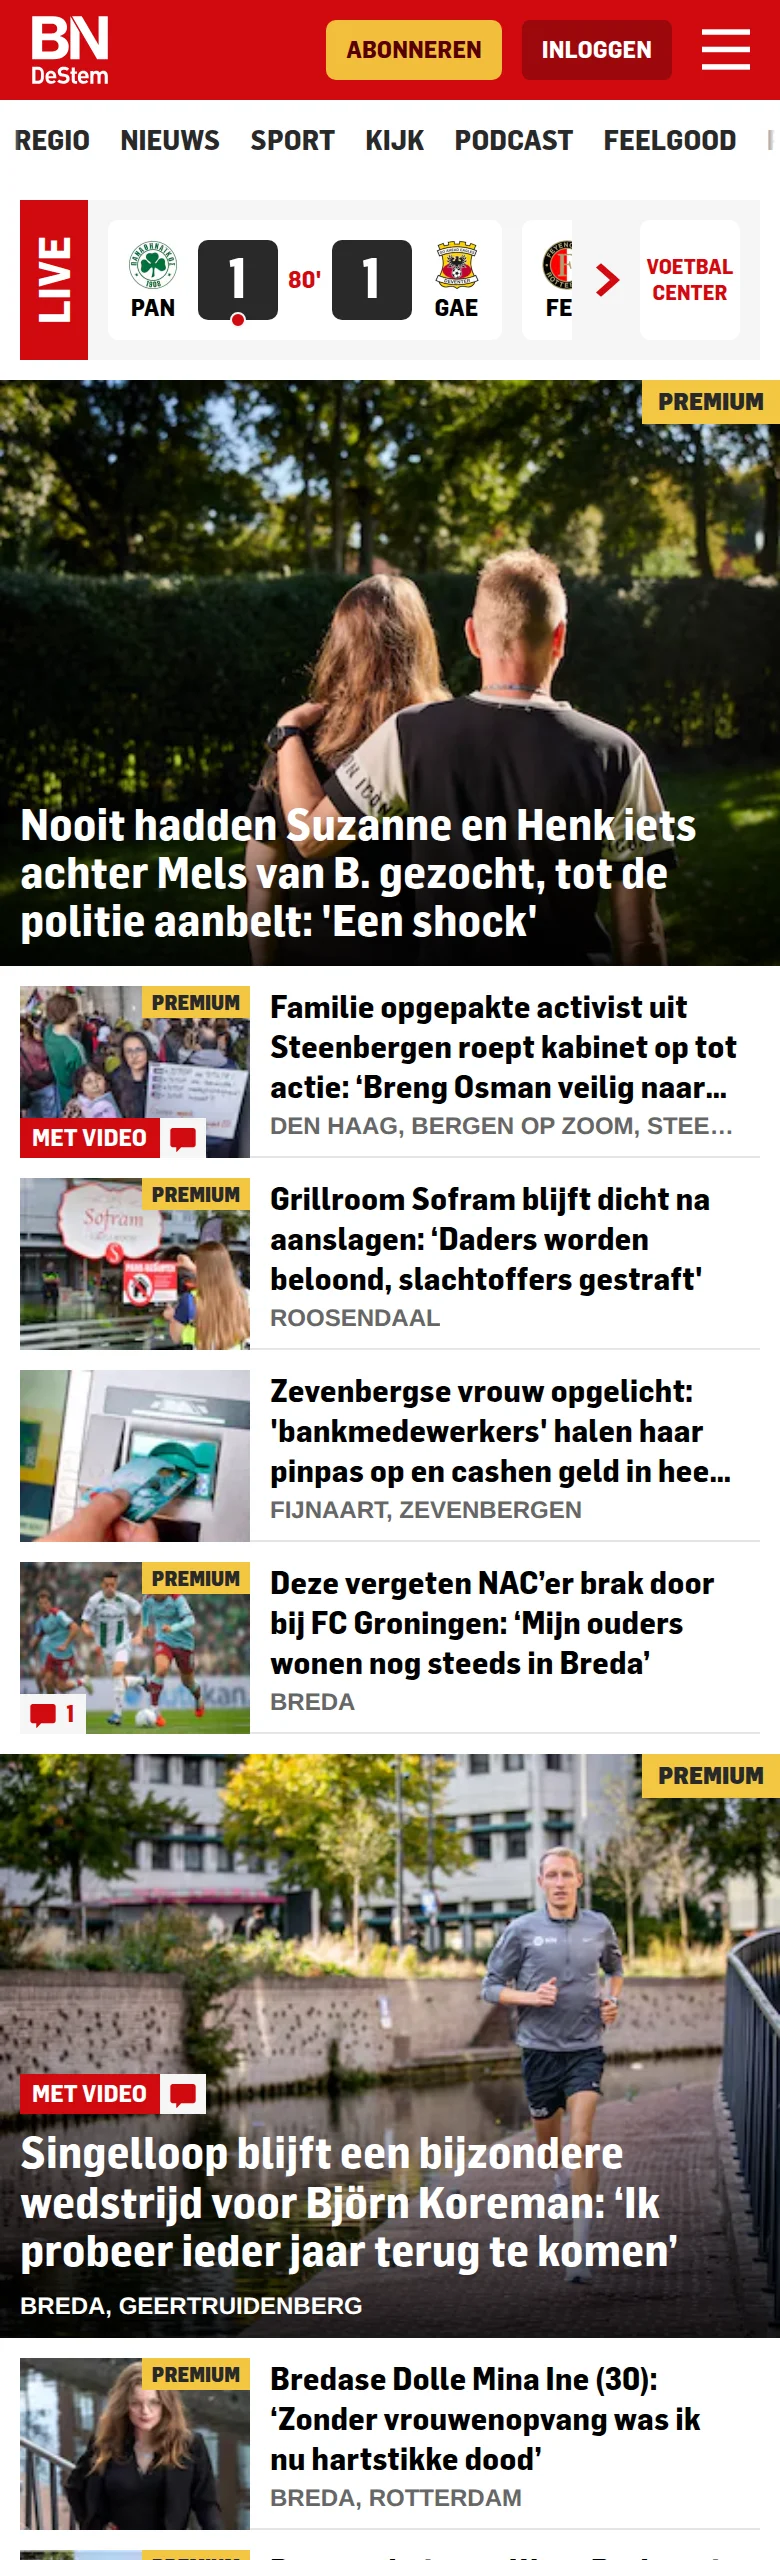 BN
DeStem
ABONNEREN
INLOGGEN
REGIO NIEUWS SPORT KIJK PODCAST FEELGOOD
LIVE
PAN
1
80'
1
GAE
FE
VOETBAL
CENTER
PREMIUM
Nooit hadden Suzanne en Henk iets
achter Mels van B. gezocht, tot de
politie aanbelt: 'Een shock'
PREMIUM
MET VIDEO
Familie opgepakte activist uit
Steenbergen roept kabinet op tot
actie: ‘Breng Osman veilig naar...
DEN HAAG, BERGEN OP ZOOM, STEE...
PREMIUM
Sofram
Grillroom Sofram blijft dicht na
aanslagen: ‘Daders worden
beloond, slachtoffers gestraft'
ROOSENDAAL
Zevenbergse vrouw opgelicht:
'bankmedewerkers' halen haar
pinpas op en cashen geld in hee...
FIJNAART, ZEVENBERGEN
PREMIUM
1
Deze vergeten NAC’er brak door
bij FC Groningen: ‘Mijn ouders
wonen nog steeds in Breda’
BREDA
PREMIUM
MET VIDEO
Singelloop blijft een bijzondere
wedstrijd voor Björn Koreman: ‘Ik
probeer ieder jaar terug te komen’
BREDA, GEERTRUIDENBERG
PREMIUM
Bredase Dolle Mina Ine (30):
‘Zonder vrouwenopvang was ik
nu hartstikke dood’
BREDA, ROTTERDAM